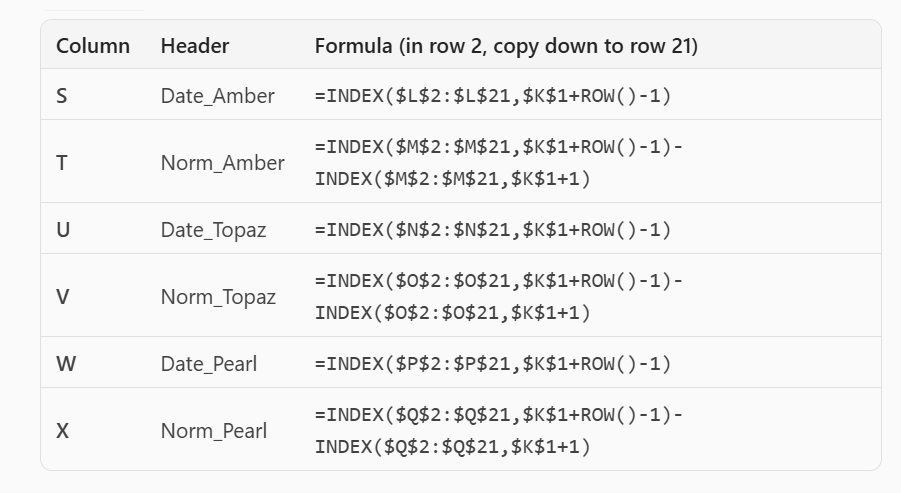 Column Header Formula (in row 2, copy down to row 21)
S Date_Amber =INDEX($L$2:$L$21,$K$1+ROW()-1)
T Norm_Amber =INDEX($M$2:$M$21,$K$1+ROW()-1)-
INDEX($M$2:$M$21,$K$1+1)
U Date_Topaz =INDEX($N$2:$N$21,$K$1+ROW()-1)
V Norm_Topaz =INDEX($O$2:$O$21,$K$1+ROW()-1)-
INDEX($O$2:$O$21,$K$1+1)
W Date_Pearl =INDEX($P$2:$P$21,$K$1+ROW()-1)
X Norm_Pearl =INDEX($Q$2:$Q$21,$K$1+ROW()-1)-
INDEX($Q$2:$Q$21,$K$1+1)